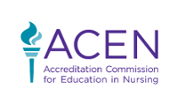 ACEN
Accreditation Commission
for Education in Nursing